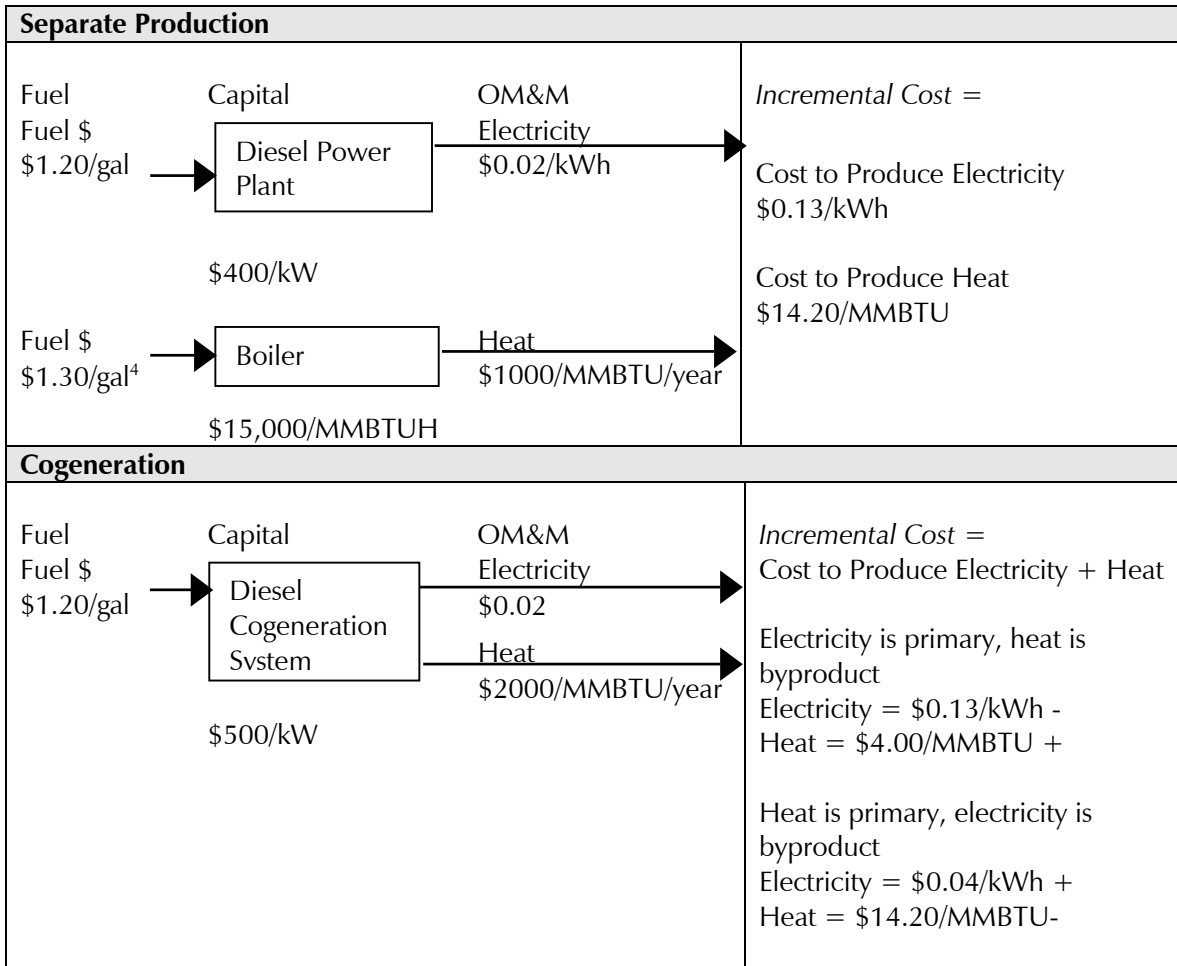 Separate Production
Fuel Capital OM&M
Fuel $ Electricity
$1.20/gal Diesel Power $0.02/kWh
Plant
$400/kW
Fuel $ Heat
$1.30/gal⁴ Boiler $1000/MMBTU/year
$15,000/MMBTUH
Incremental Cost =
Cost to Produce Electricity
$0.13/kWh
Cost to Produce Heat
$14.20/MMBTU
Cogeneration
Fuel Capital OM&M
Fuel $ Diesel Electricity
$1.20/gal Cogeneration $0.02
System Heat
$2000/MMBTU/year
$500/kW
Incremental Cost =
Cost to Produce Electricity + Heat
Electricity is primary, heat is
byproduct
Electricity = $0.13/kWh -
Heat = $4.00/MMBTU +
Heat is primary, electricity is
byproduct
Electricity = $0.04/kWh +
Heat = $14.20/MMBTU-